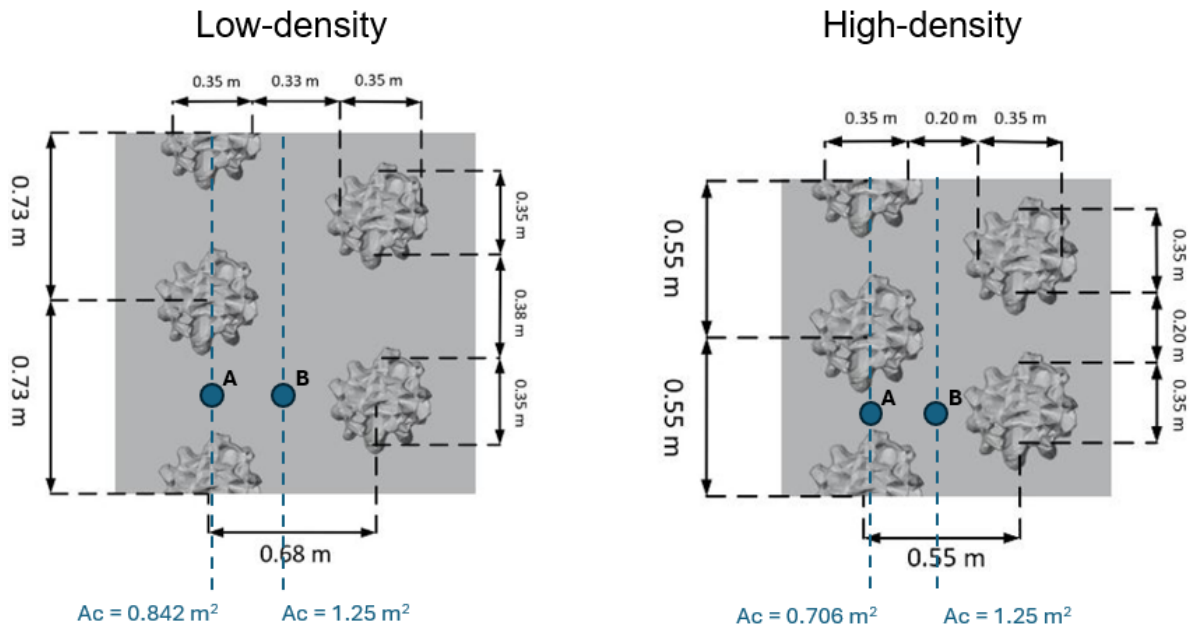 Low-density
High-density
0.35 m
0.33 m
0.35 m
0.35 m
0.20 m
0.35 m
0.73 m
0.73 m
0.35 m
0.38 m
0.35 m
A
B
0.68 m
0.55 m
0.55 m
0.35 m
0.20 m
0.35 m
A
B
0.55 m
Ac = 0.842 m²
Ac = 1.25 m²
Ac = 0.706 m²
Ac = 1.25 m²